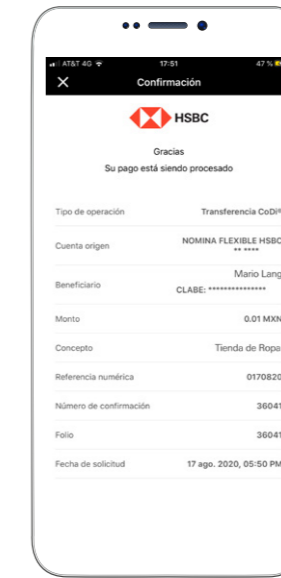 AT&T 4G 17:51 47 %
Confirmación
HSBC
Gracias
Su pago está siendo procesado
Tipo de operación Transferencia CoDi®
Cuenta origen NOMINA FLEXIBLE HSBC
** ****
Beneficiario Mario Lang
CLABE: **************
Monto 0.01 MXN
Concepto Tienda de Ropa
Referencia numérica 0170820
Número de confirmación 36041
Folio 36041
Fecha de solicitud 17 ago. 2020, 05:50 PM